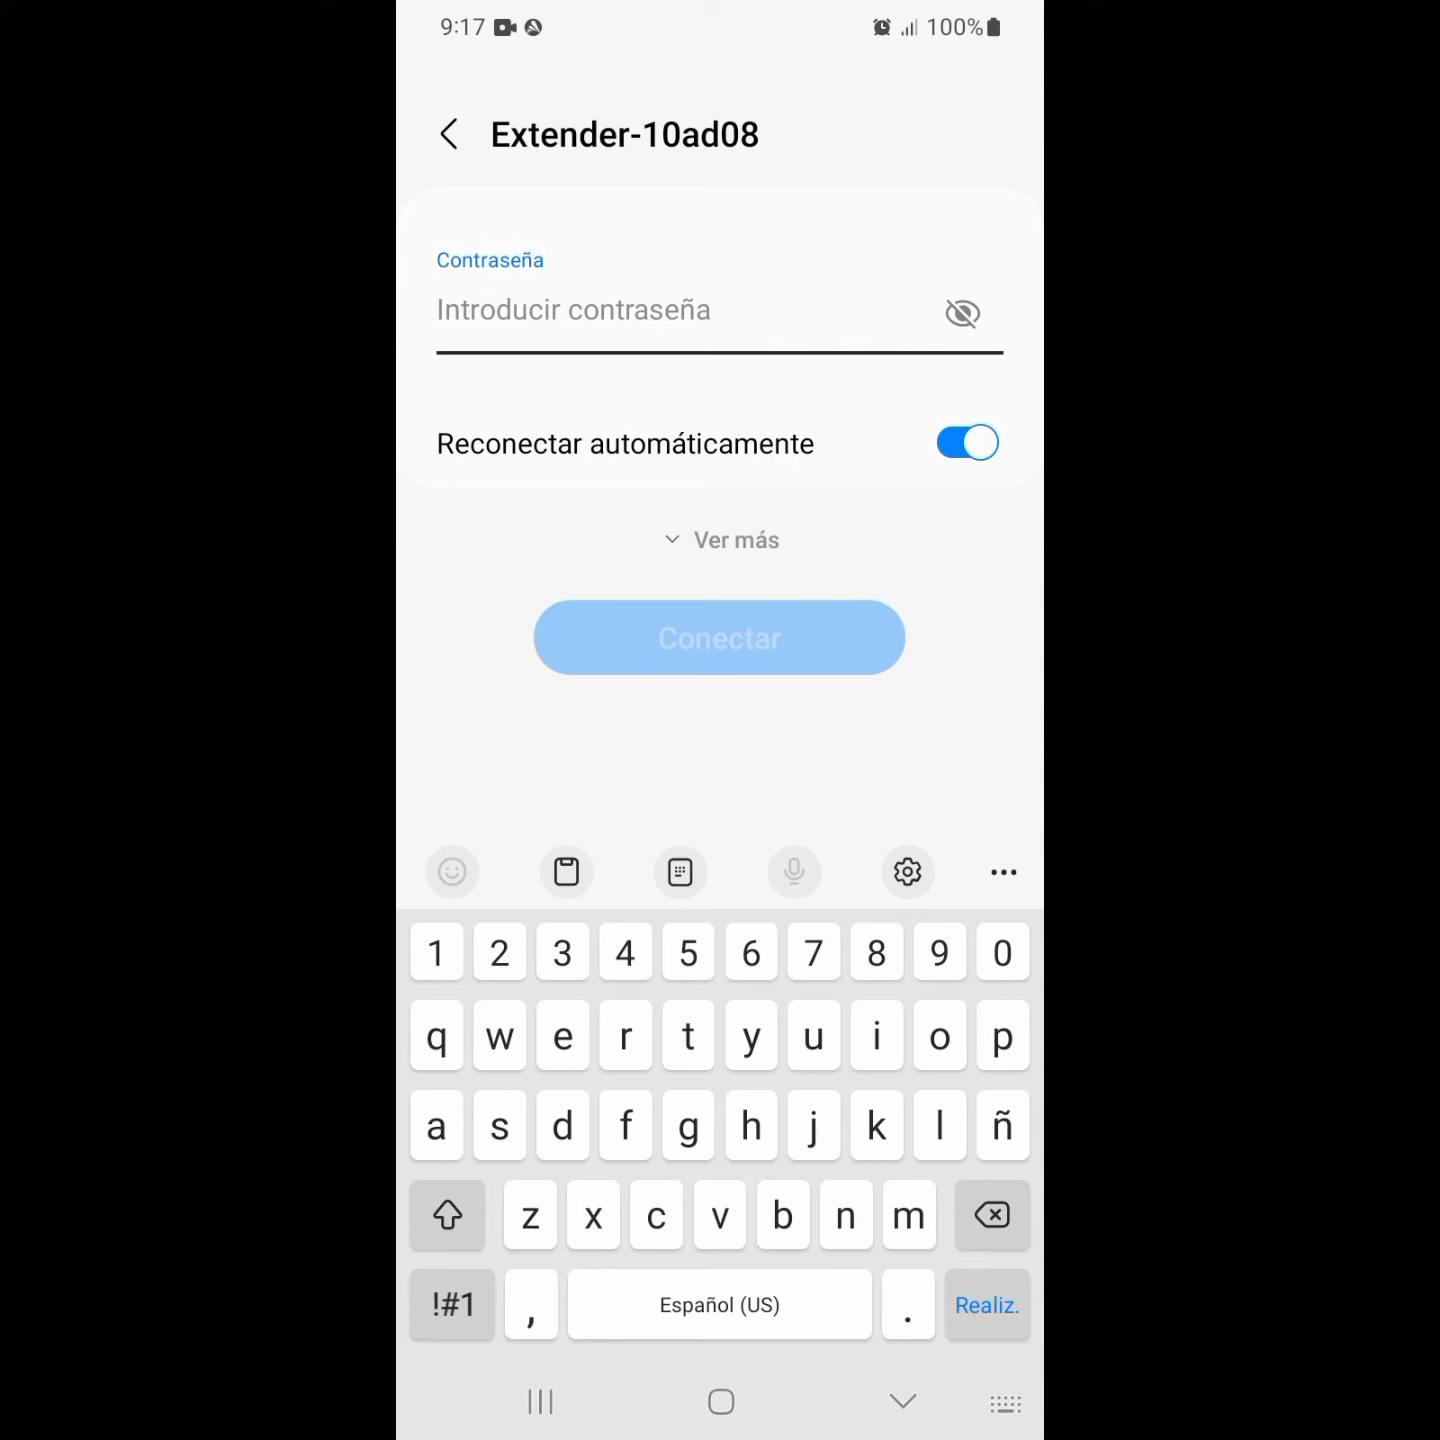 9:17 100%
Extender-10ad08
Contraseña
Introducir contraseña
Reconectar automáticamente
Ver más
Conectar
1 2 3 4 5 6 7 8 9 0
q w e r t y u i o p
a s d f g h j k l ñ
z x c v b n m
!#1 , Español (US) . Realiz.